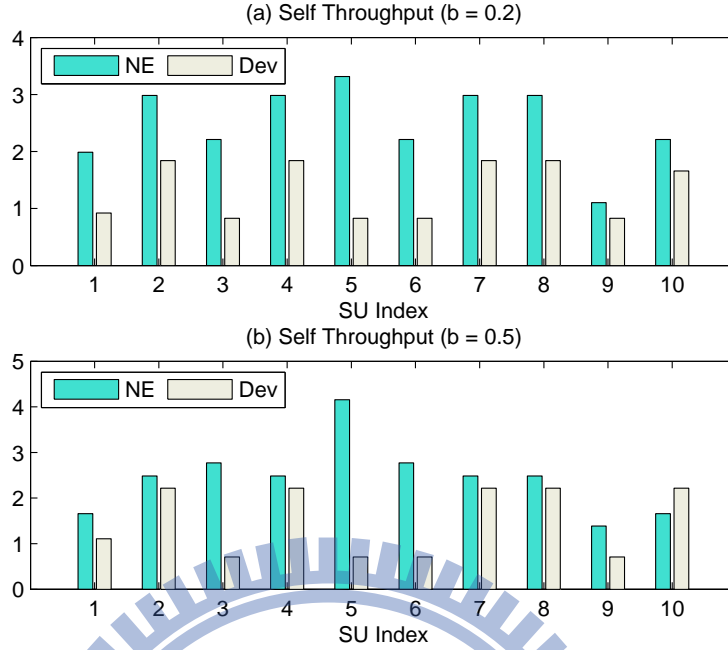 (a) Self Throughput (b = 0.2)
4
3
2
1
0
NE Dev
1 2 3 4 5 6 7 8 9 10
SU Index
(b) Self Throughput (b = 0.5)
5
4
3
2
1
0
NE Dev
1 2 3 4 5 6 7 8 9 10
SU Index